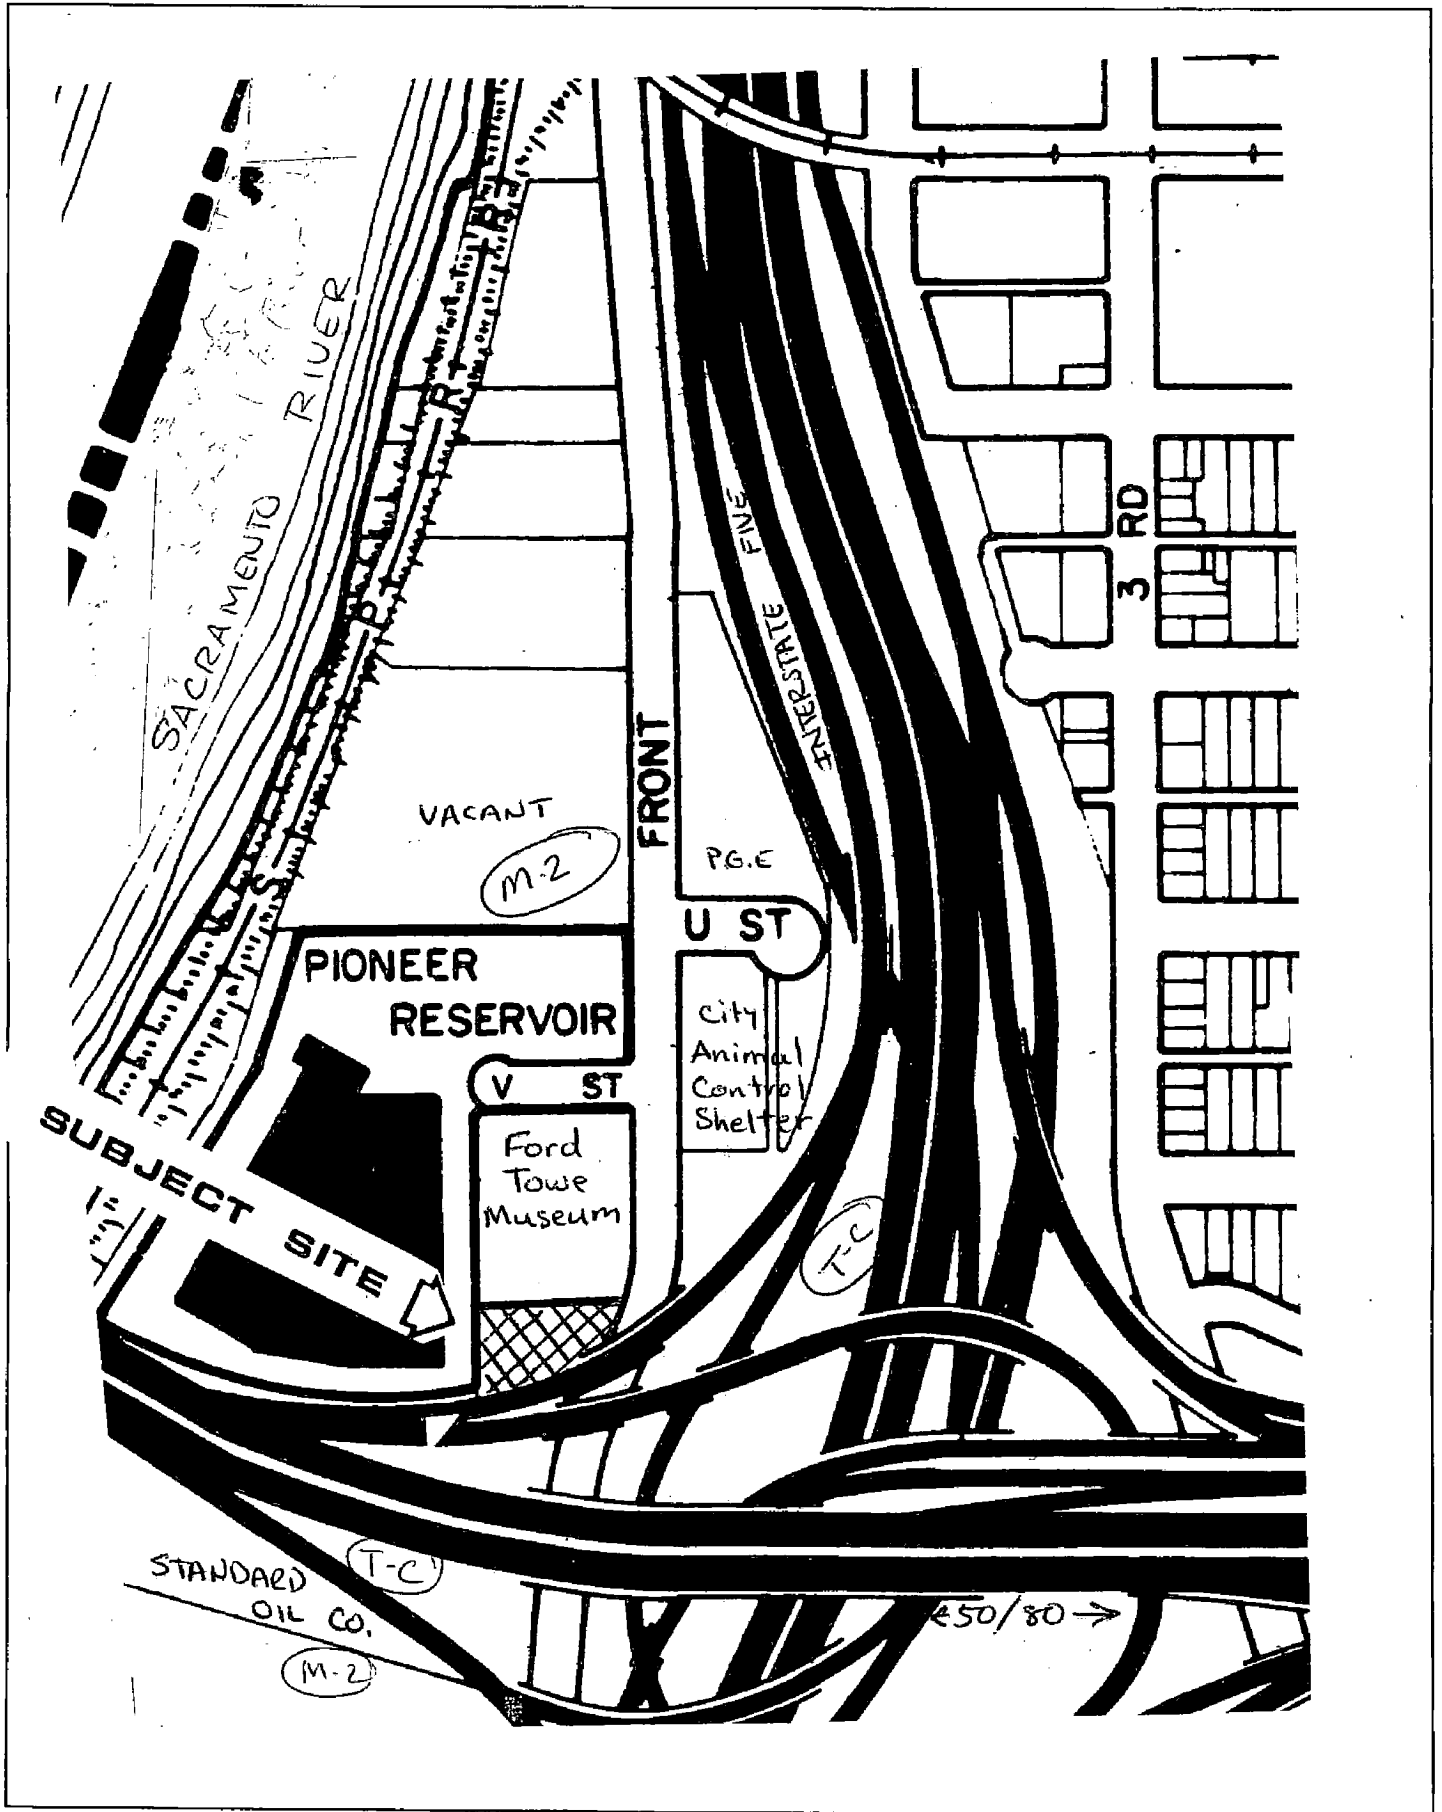 SACRAMENTO RIVER
S. P. R. R.
INTERSTATE FIVE
3 RD
FRONT
VACANT
M-2
P.G.E
U ST
PIONEER
RESERVOIR
City
Animal
Control
Shelter
V ST
Ford
Towe
Museum
SUBJECT SITE
T-C
STANDARD
OIL CO.
T-C
M-2
←50/80→